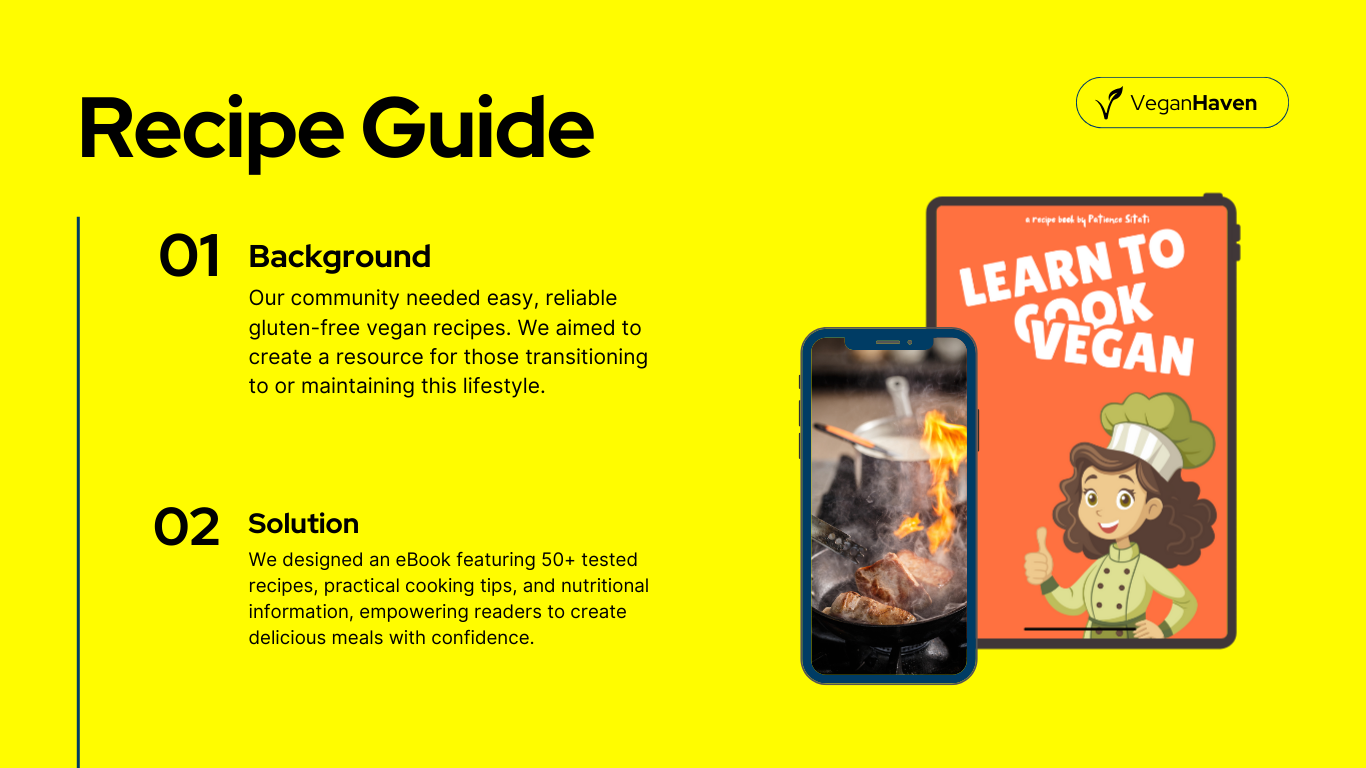 Recipe Guide
VeganHaven
01
Background
Our community needed easy, reliable
gluten-free vegan recipes. We aimed to
create a resource for those transitioning
to or maintaining this lifestyle.
02
Solution
We designed an eBook featuring 50+ tested
recipes, practical cooking tips, and nutritional
information, empowering readers to create
delicious meals with confidence.
a recipe book by Patience Sitati
LEARN TO
COOK
VEGAN